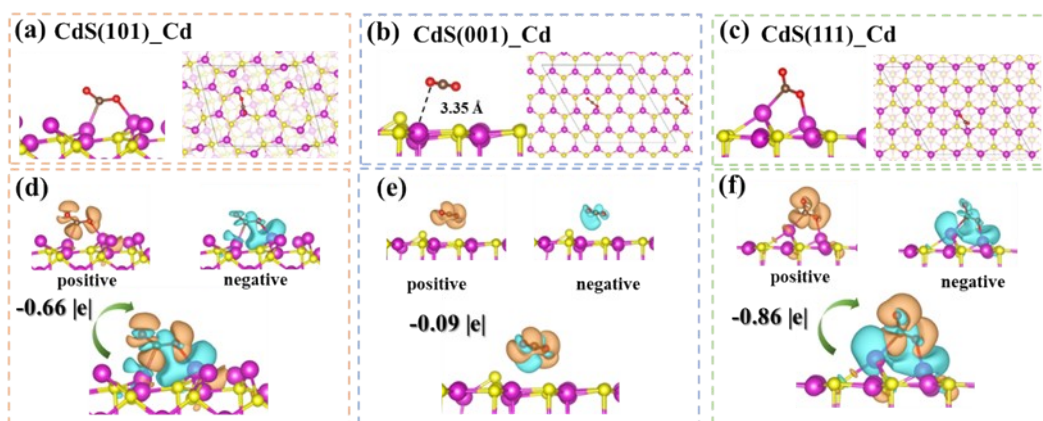 (a) CdS(101)_Cd
(b) CdS(001)_Cd
3.35 Å
(c) CdS(111)_Cd
(d)
positive
negative
-0.66 |e|
(e)
positive
negative
-0.09 |e|
(f)
positive
negative
-0.86 |e|